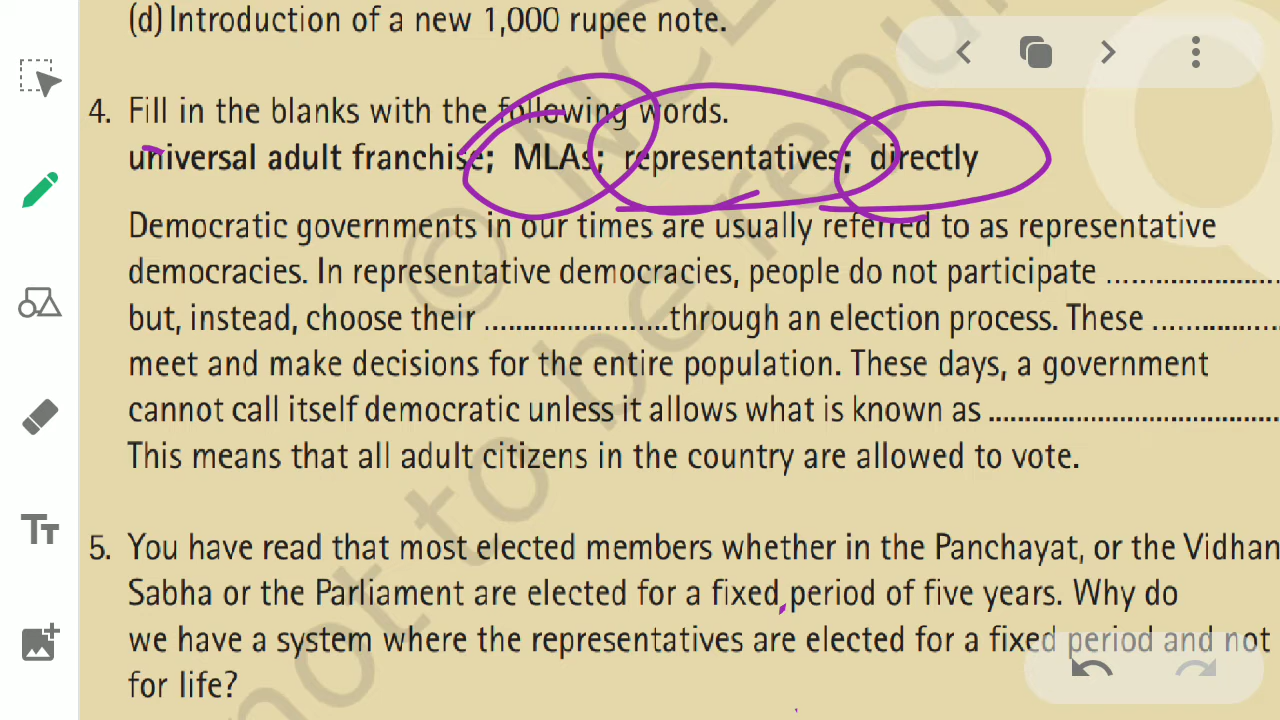 (d) Introduction of a new 1,000 rupee note.
4. Fill in the blanks with the following words.
universal adult franchise; MLAs; representatives; directly
Democratic governments in our times are usually referred to as representative
democracies. In representative democracies, people do not participate ........................
but, instead, choose their ........................through an election process. These ..................
meet and make decisions for the entire population. These days, a government
cannot call itself democratic unless it allows what is known as ........................................
This means that all adult citizens in the country are allowed to vote.
5. You have read that most elected members whether in the Panchayat, or the Vidhan
Sabha or the Parliament are elected for a fixed period of five years. Why do
we have a system where the representatives are elected for a fixed period and not
for life?
© NCE
not to be repu
Tт